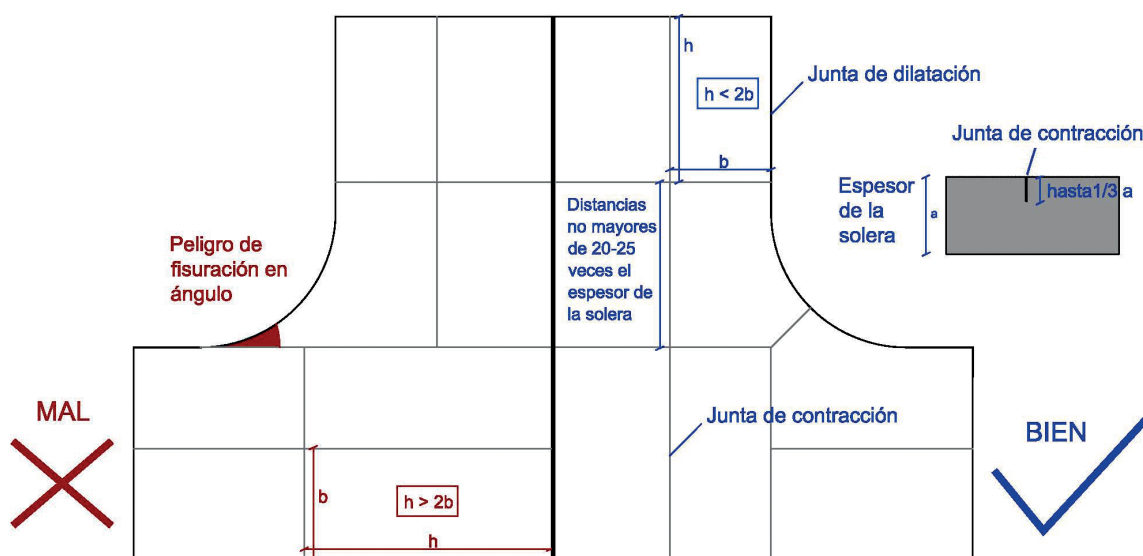 h
h < 2b
b
Junta de dilatación
Junta de contracción
Espesor
de la
solera
a
hasta1/3 a
Distancias
no mayores
de 20-25
veces el
espesor de
la solera
Peligro de
fisuración en
ángulo
MAL
b
h > 2b
h
Junta de contracción
BIEN